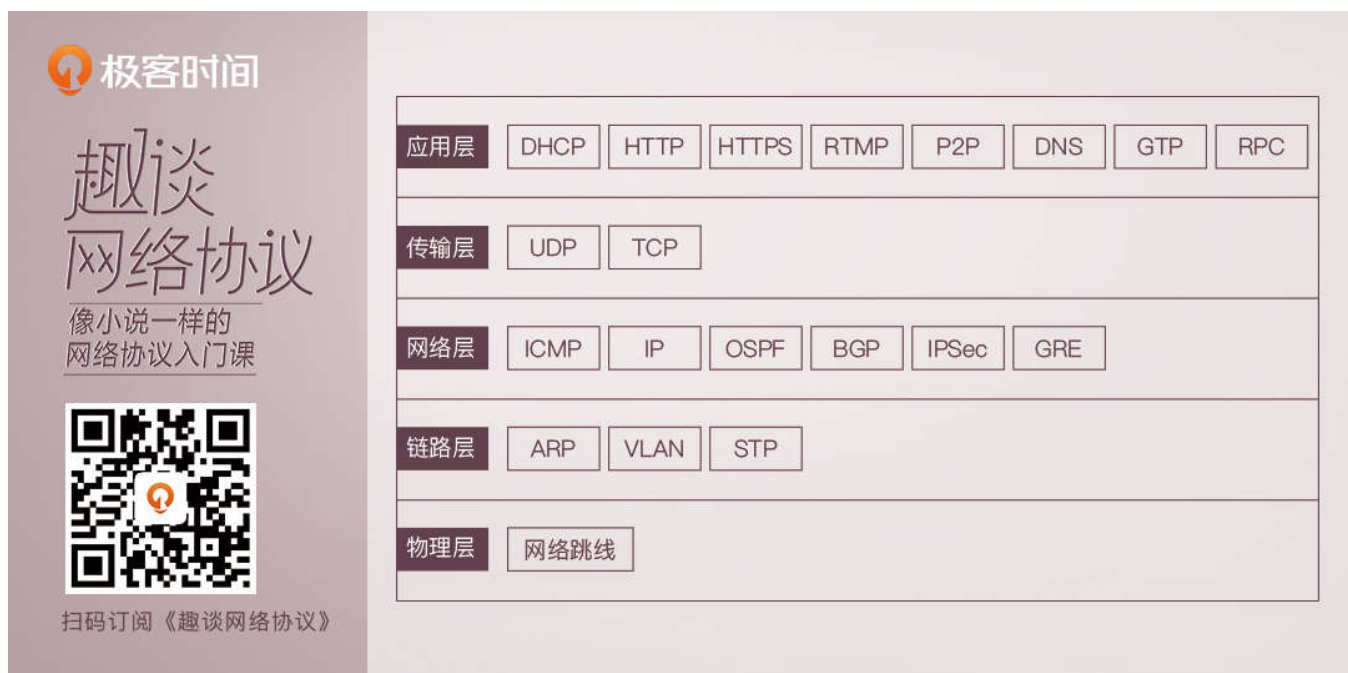 极客时间
趣谈
网络协议
像小说一样的
网络协议入门课
扫码订阅《趣谈网络协议》
应用层 DHCP HTTP HTTPS RTMP P2P DNS GTP RPC
传输层 UDP TCP
网络层 ICMP IP OSPF BGP IPSec GRE
链路层 ARP VLAN STP
物理层 网络跳线